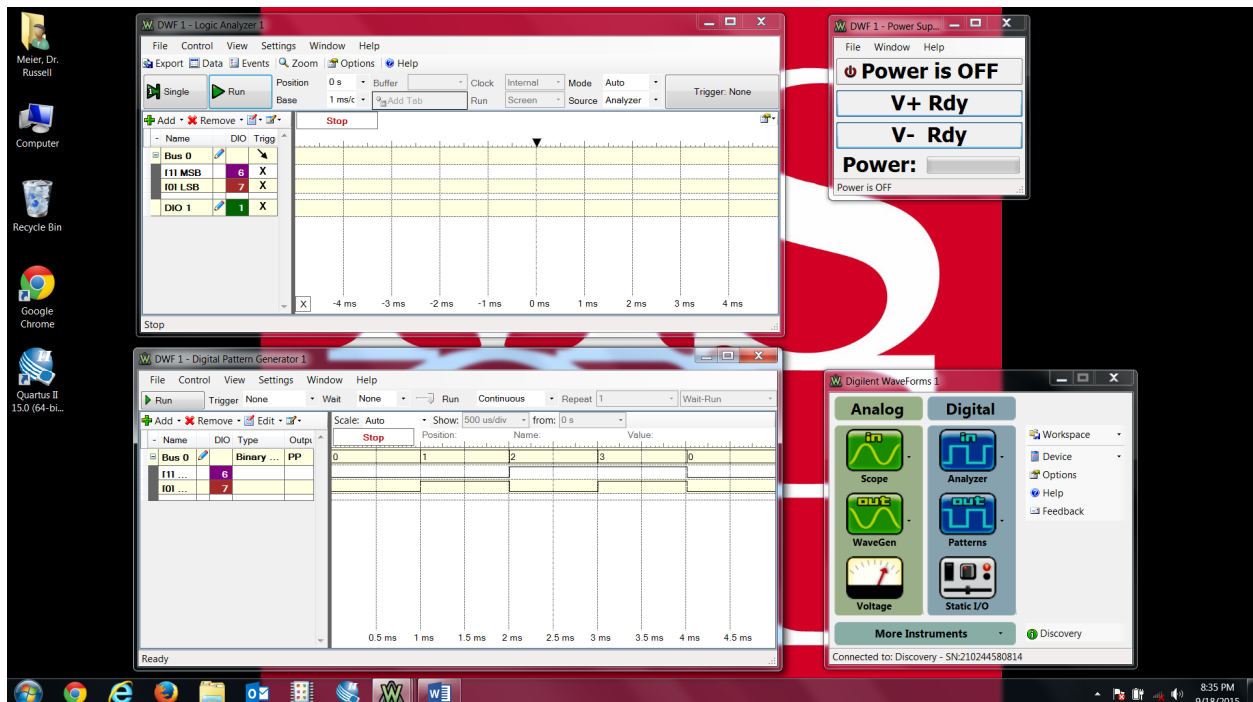 Meier, Dr.
Russell
Computer
Recycle Bin
Google
Chrome
Quartus II
15.0 (64-bi...
DWF 1 - Logic Analyzer 1
File Control View Settings Window Help
Export Data Events Zoom Options Help
Single Run Position 0 s Buffer Clock Internal Mode Auto Trigger: None
Base 1 ms/c Add Tab Run Screen Source Analyzer
Add Remove Stop
- Name DIO Trigg
Bus 0
[1] MSB 6 X
[0] LSB 7 X
DIO 1 1 X
X -4 ms -3 ms -2 ms -1 ms 0 ms 1 ms 2 ms 3 ms 4 ms
Stop
DWF 1 - Power Sup...
File Window Help
Power is OFF
V+ Rdy
V- Rdy
Power:
Power is OFF
DWF 1 - Digital Pattern Generator 1
File Control View Settings Window Help
Run Trigger None Wait None Run Continuous Repeat 1 Wait-Run
Add Remove Edit Scale: Auto Show: 500 us/div from: 0 s
- Name DIO Type Outpu Stop Position: Name: Value:
Bus 0 Binary ... PP 0 1 2 3 0
[1] ... 6
[0] ... 7
0.5 ms 1 ms 1.5 ms 2 ms 2.5 ms 3 ms 3.5 ms 4 ms 4.5 ms
Ready
Digilent WaveForms 1
Analog Digital
in in Workspace
Device
Scope Analyzer Options
Help
out out Feedback
WaveGen Patterns
Voltage Static I/O
More Instruments Discovery
Connected to: Discovery - SN:210244580814
8:35 PM
9/18/2015